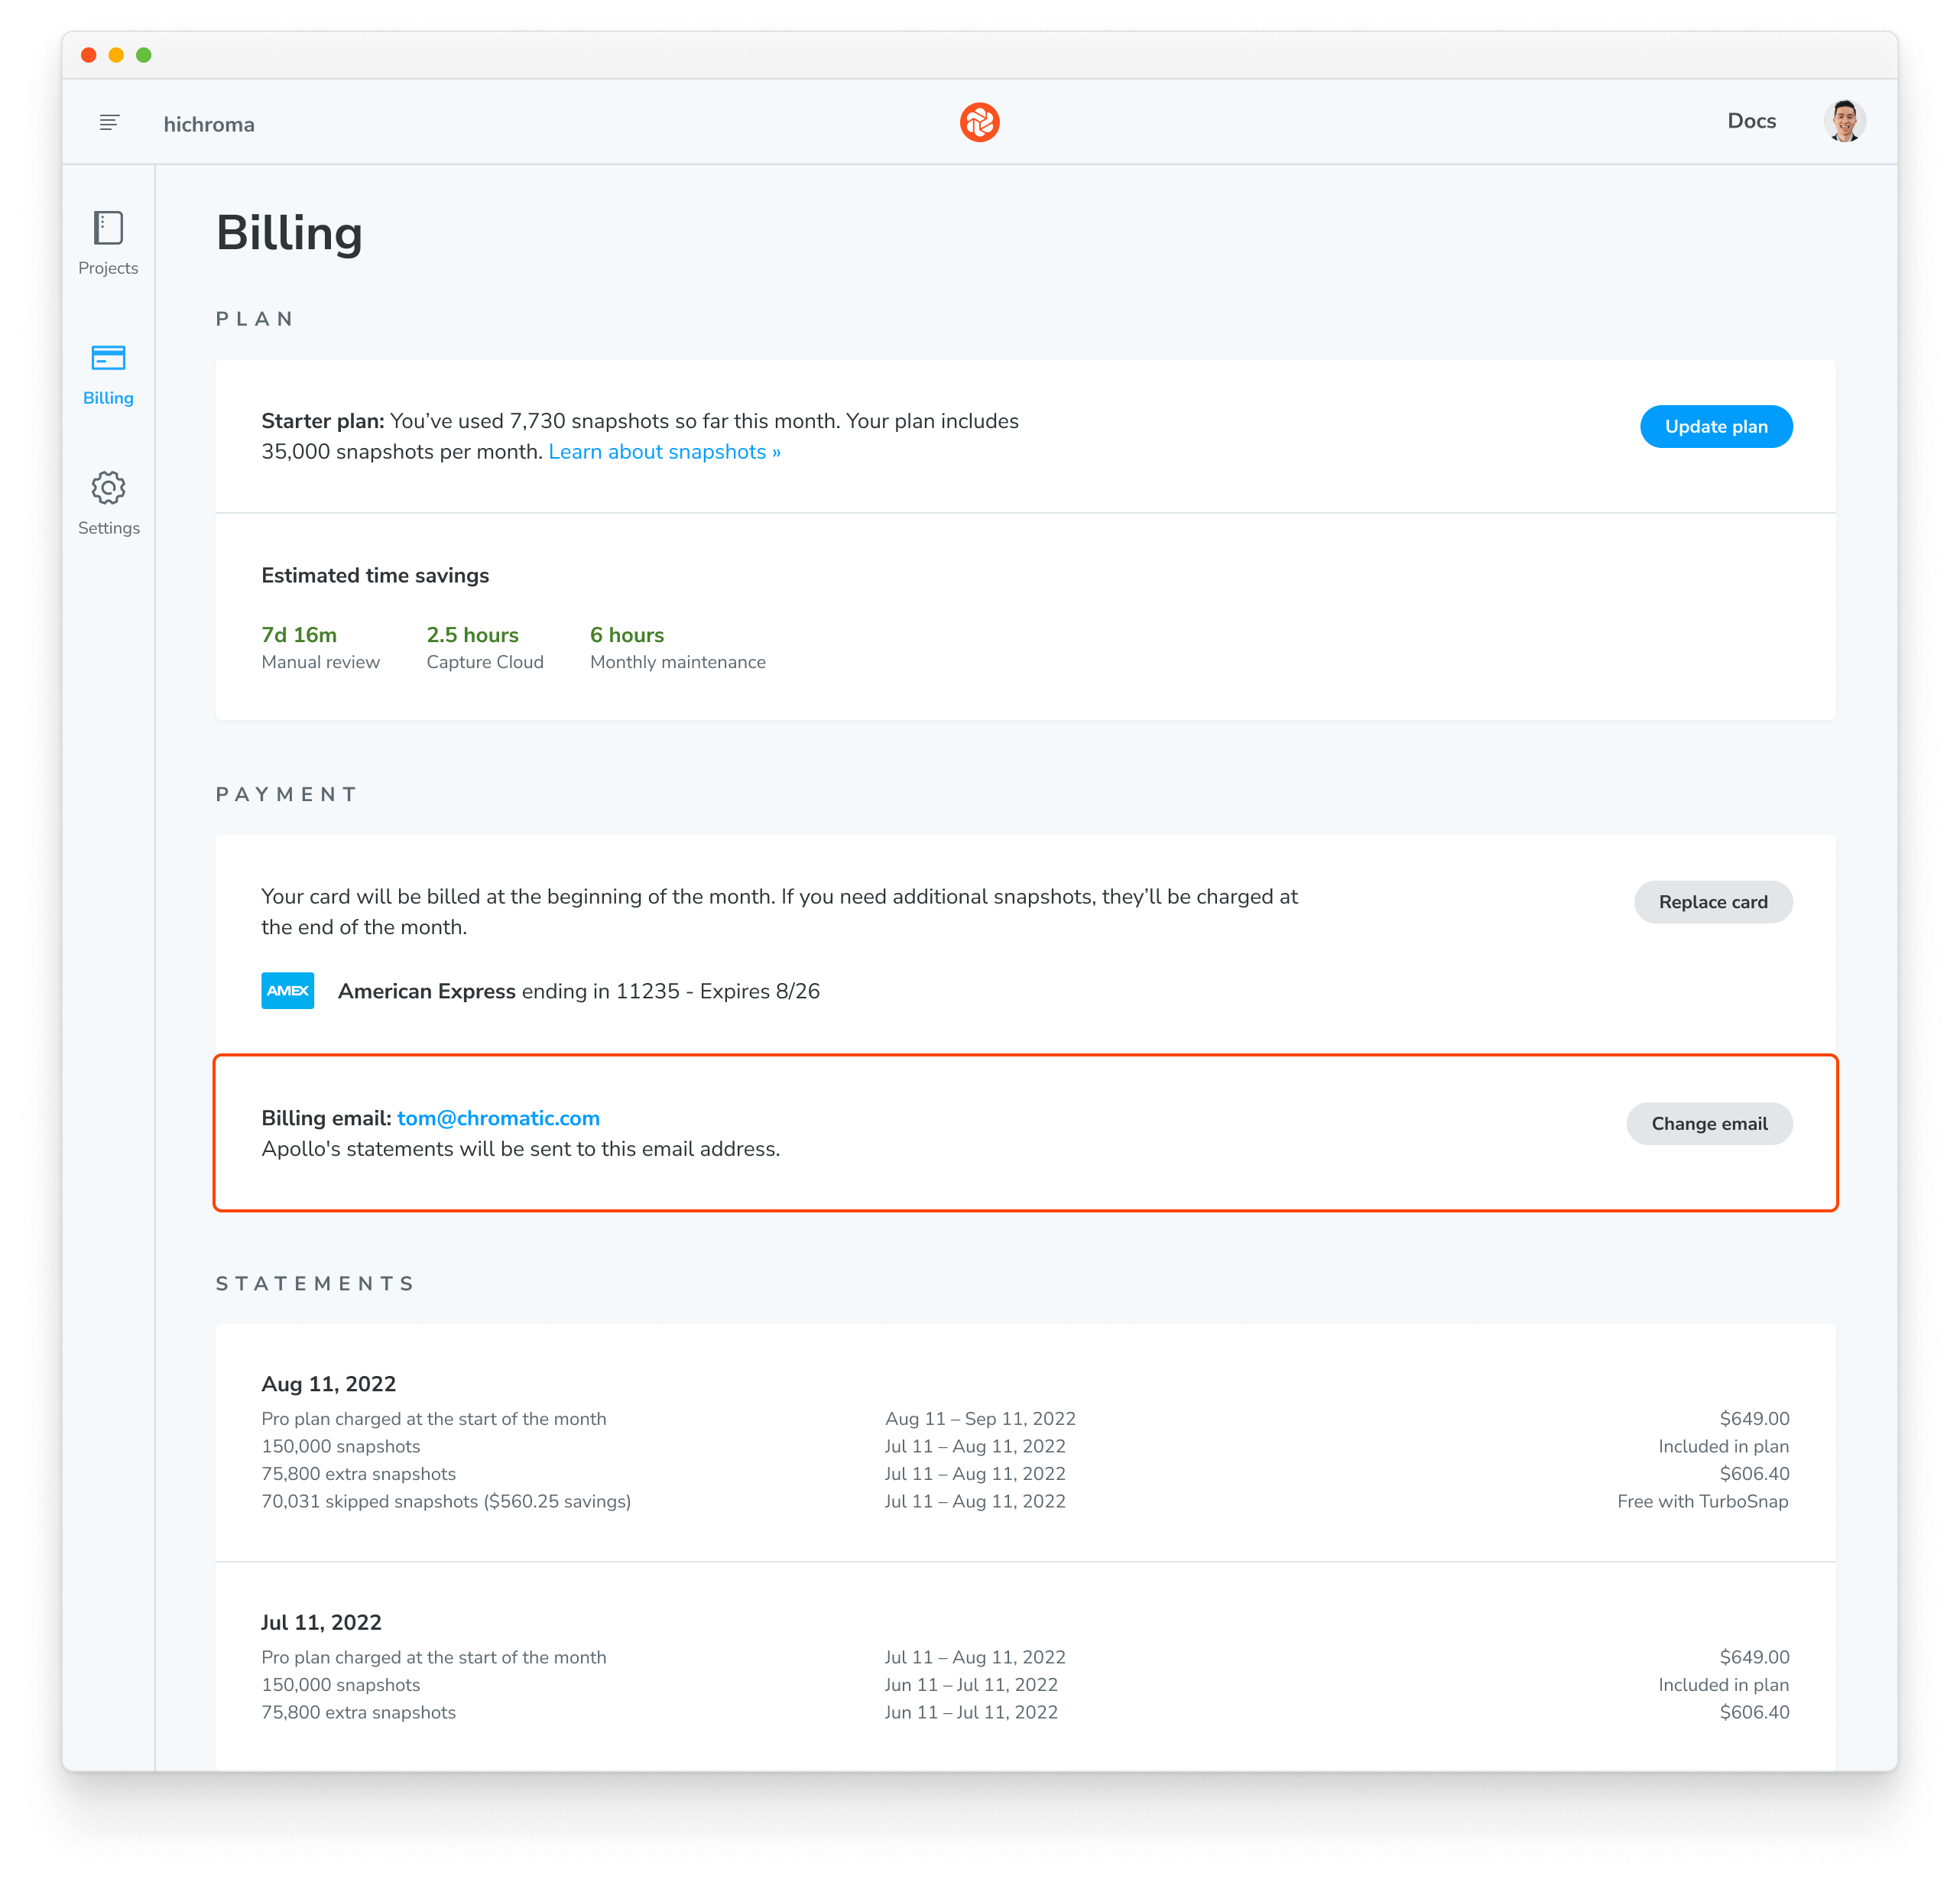 hichroma
Docs
Projects
Billing
Settings
Billing
PLAN
Starter plan: You’ve used 7,730 snapshots so far this month. Your plan includes
35,000 snapshots per month. Learn about snapshots »
Update plan
Estimated time savings
7d 16m 2.5 hours 6 hours
Manual review Capture Cloud Monthly maintenance
PAYMENT
Your card will be billed at the beginning of the month. If you need additional snapshots, they’ll be charged at
the end of the month.
Replace card
AMEX American Express ending in 11235 - Expires 8/26
Billing email: tom@chromatic.com
Apollo's statements will be sent to this email address.
Change email
STATEMENTS
Aug 11, 2022
Pro plan charged at the start of the month Aug 11 – Sep 11, 2022 $649.00
150,000 snapshots Jul 11 – Aug 11, 2022 Included in plan
75,800 extra snapshots Jul 11 – Aug 11, 2022 $606.40
70,031 skipped snapshots ($560.25 savings) Jul 11 – Aug 11, 2022 Free with TurboSnap
Jul 11, 2022
Pro plan charged at the start of the month Jul 11 – Aug 11, 2022 $649.00
150,000 snapshots Jun 11 – Jul 11, 2022 Included in plan
75,800 extra snapshots Jun 11 – Jul 11, 2022 $606.40